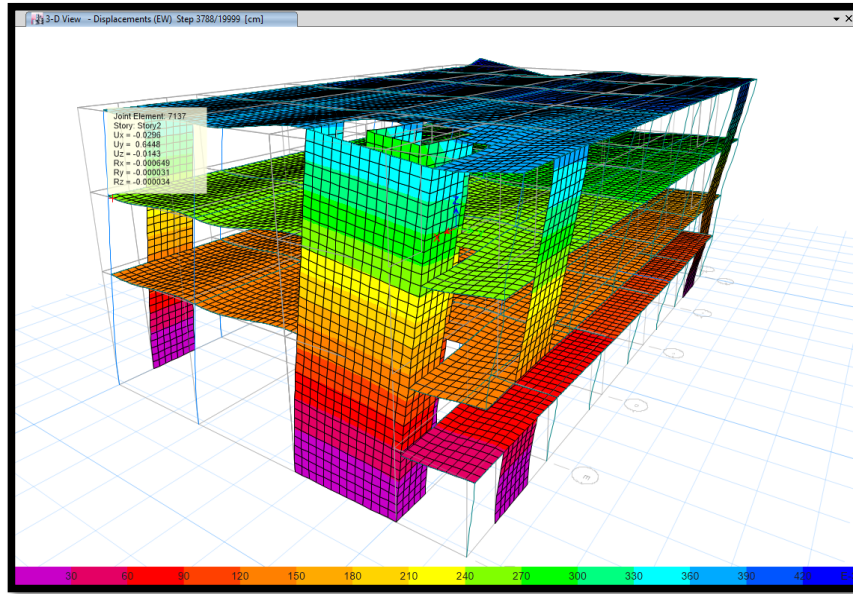 3-D View - Displacements (EW) Step 3788/19999 [cm]
Joint Element: 7137
Story: Story2
Ux = -0.0296
Uy = 0.6448
Uz = -0.0143
Rx = -0.000649
Ry = -0.000031
Rz = -0.000034
30 60 90 120 150 180 210 240 270 300 330 360 390 420